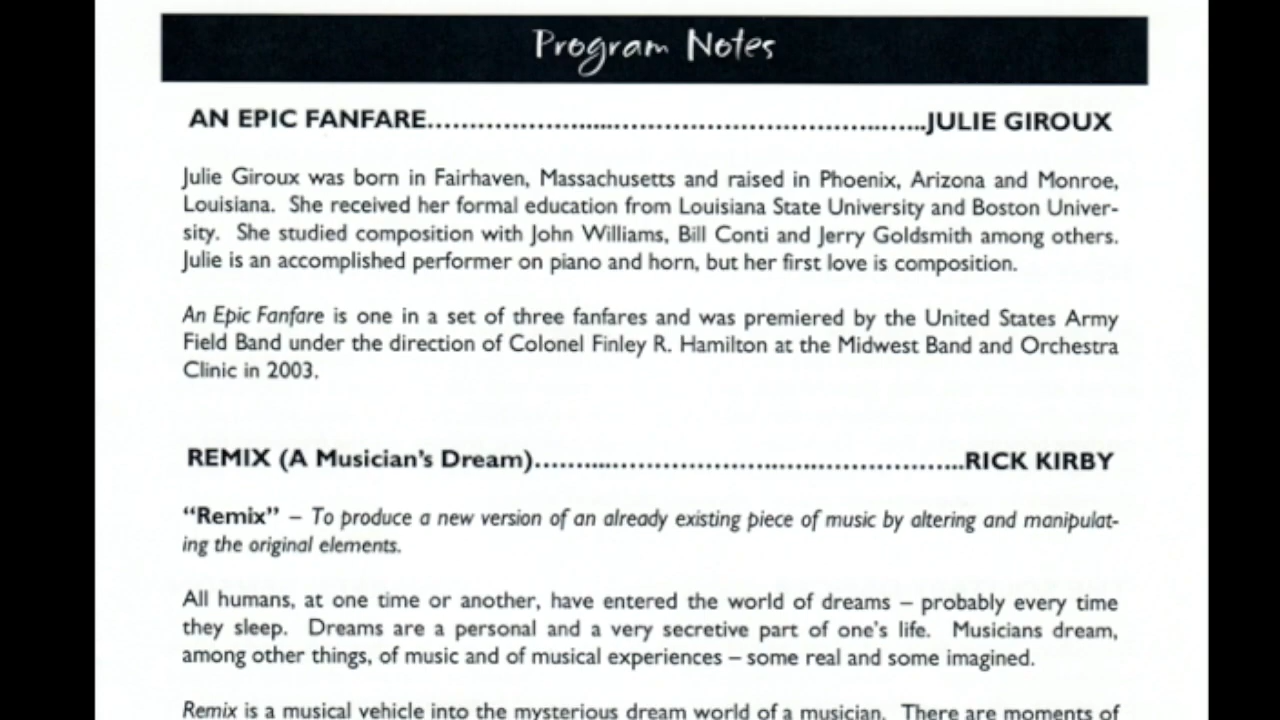 Program Notes
AN EPIC FANFARE................................................................JULIE GIROUX
Julie Giroux was born in Fairhaven, Massachusetts and raised in Phoenix, Arizona and Monroe,
Louisiana. She received her formal education from Louisiana State University and Boston Univer-
sity. She studied composition with John Williams, Bill Conti and Jerry Goldsmith among others.
Julie is an accomplished performer on piano and horn, but her first love is composition.
An Epic Fanfare is one in a set of three fanfares and was premiered by the United States Army
Field Band under the direction of Colonel Finley R. Hamilton at the Midwest Band and Orchestra
Clinic in 2003.
REMIX (A Musician's Dream).......................................................RICK KIRBY
“Remix” – To produce a new version of an already existing piece of music by altering and manipulat-
ing the original elements.
All humans, at one time or another, have entered the world of dreams – probably every time
they sleep. Dreams are a personal and a very secretive part of one's life. Musicians dream,
among other things, of music and of musical experiences – some real and some imagined.
Remix is a musical vehicle into the mysterious dream world of a musician. There are moments of